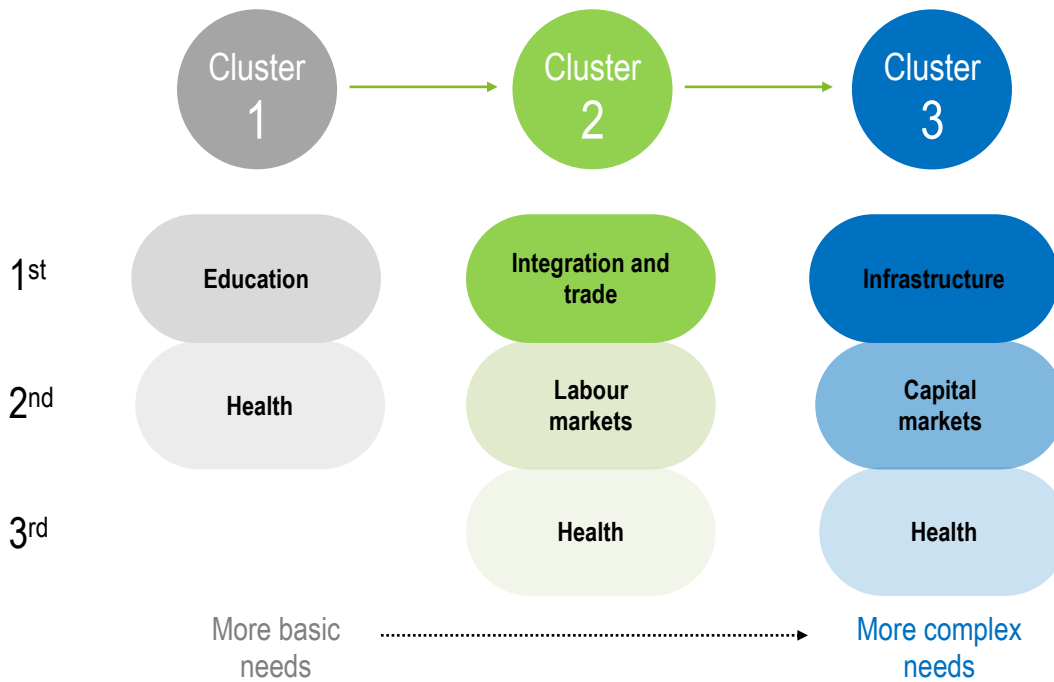 Cluster
1
Cluster
2
Cluster
3
1st
Education
Integration and
trade
Infrastructure
2nd
Health
Labour
markets
Capital
markets
3rd
Health
Health
More basic
needs
More complex
needs